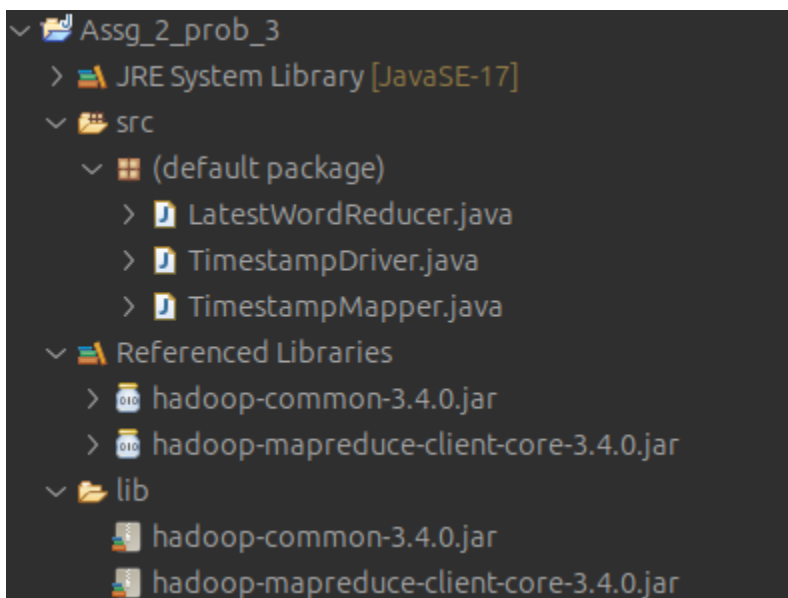 Assg_2_prob_3
JRE System Library [JavaSE-17]
src
(default package)
LatestWordReducer.java
TimestampDriver.java
TimestampMapper.java
Referenced Libraries
hadoop-common-3.4.0.jar
hadoop-mapreduce-client-core-3.4.0.jar
lib
hadoop-common-3.4.0.jar
hadoop-mapreduce-client-core-3.4.0.jar